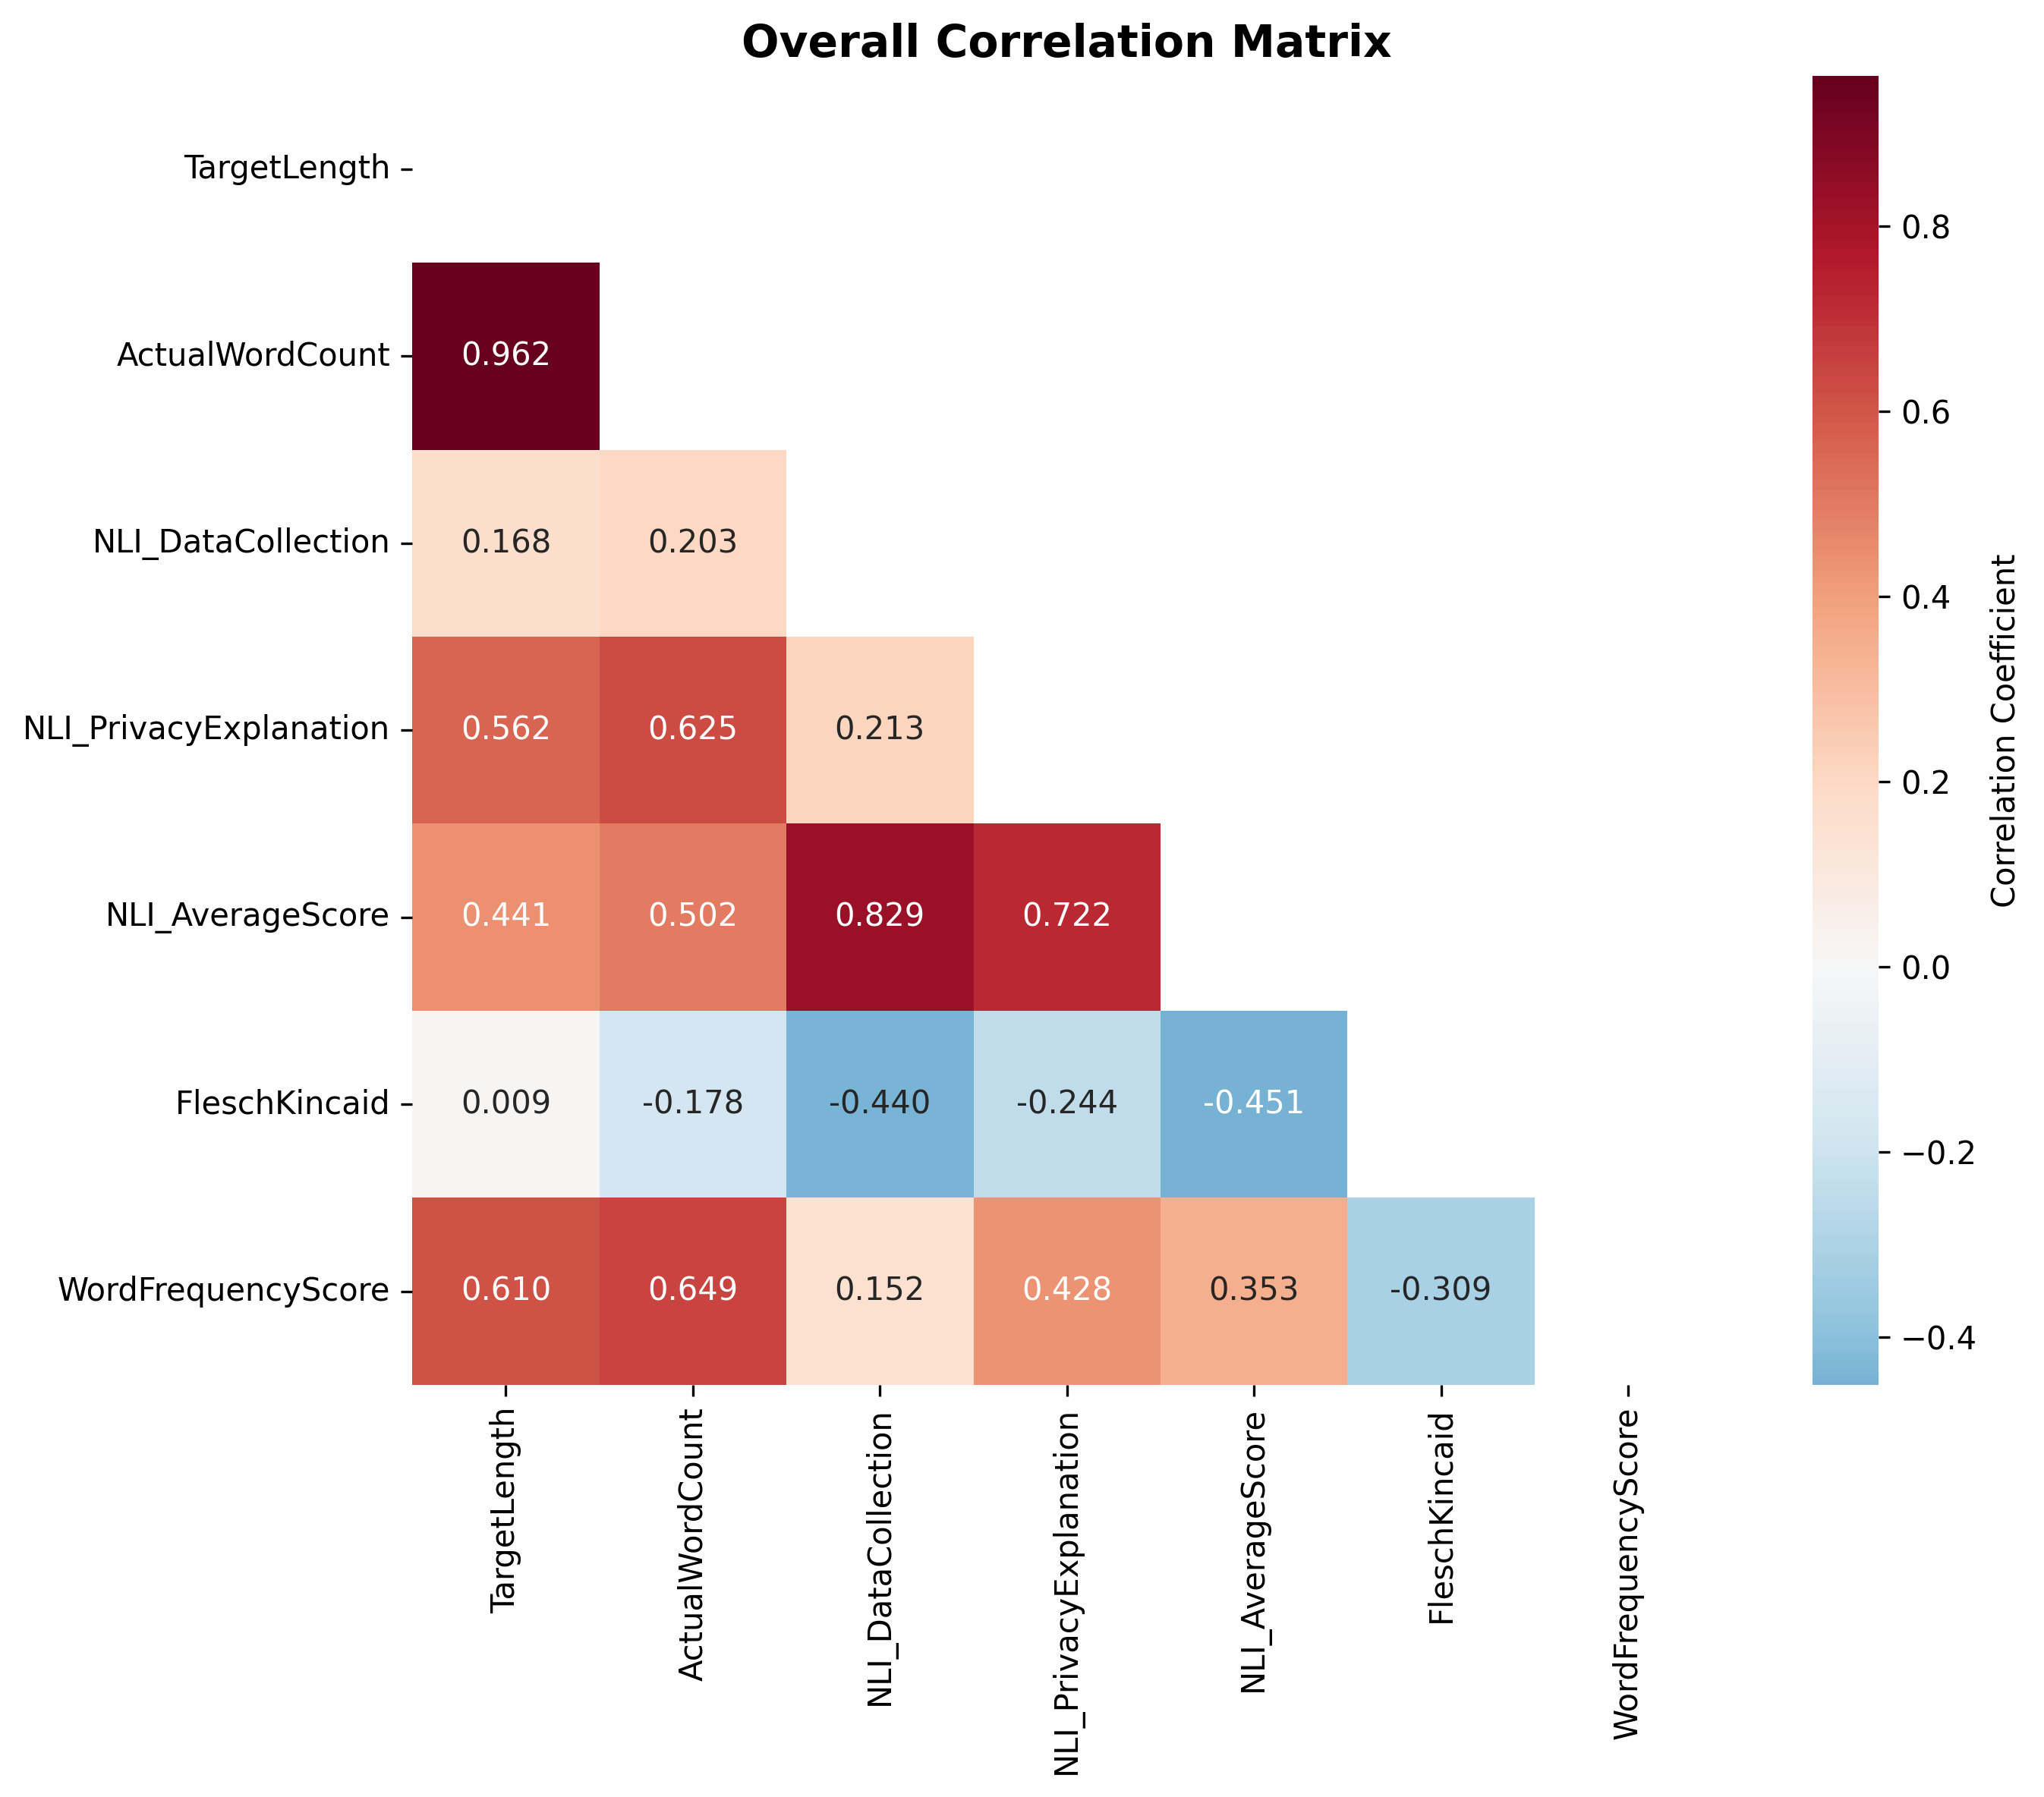 Overall Correlation Matrix
TargetLength
ActualWordCount 0.962
NLI_DataCollection 0.168 0.203
NLI_PrivacyExplanation 0.562 0.625 0.213
NLI_AverageScore 0.441 0.502 0.829 0.722
FleschKincaid 0.009 -0.178 -0.440 -0.244 -0.451
WordFrequencyScore 0.610 0.649 0.152 0.428 0.353 -0.309
TargetLength
ActualWordCount
NLI_DataCollection
NLI_PrivacyExplanation
NLI_AverageScore
FleschKincaid
WordFrequencyScore
0.8
0.6
0.4
0.2
0.0
−0.2
−0.4
Correlation Coefficient